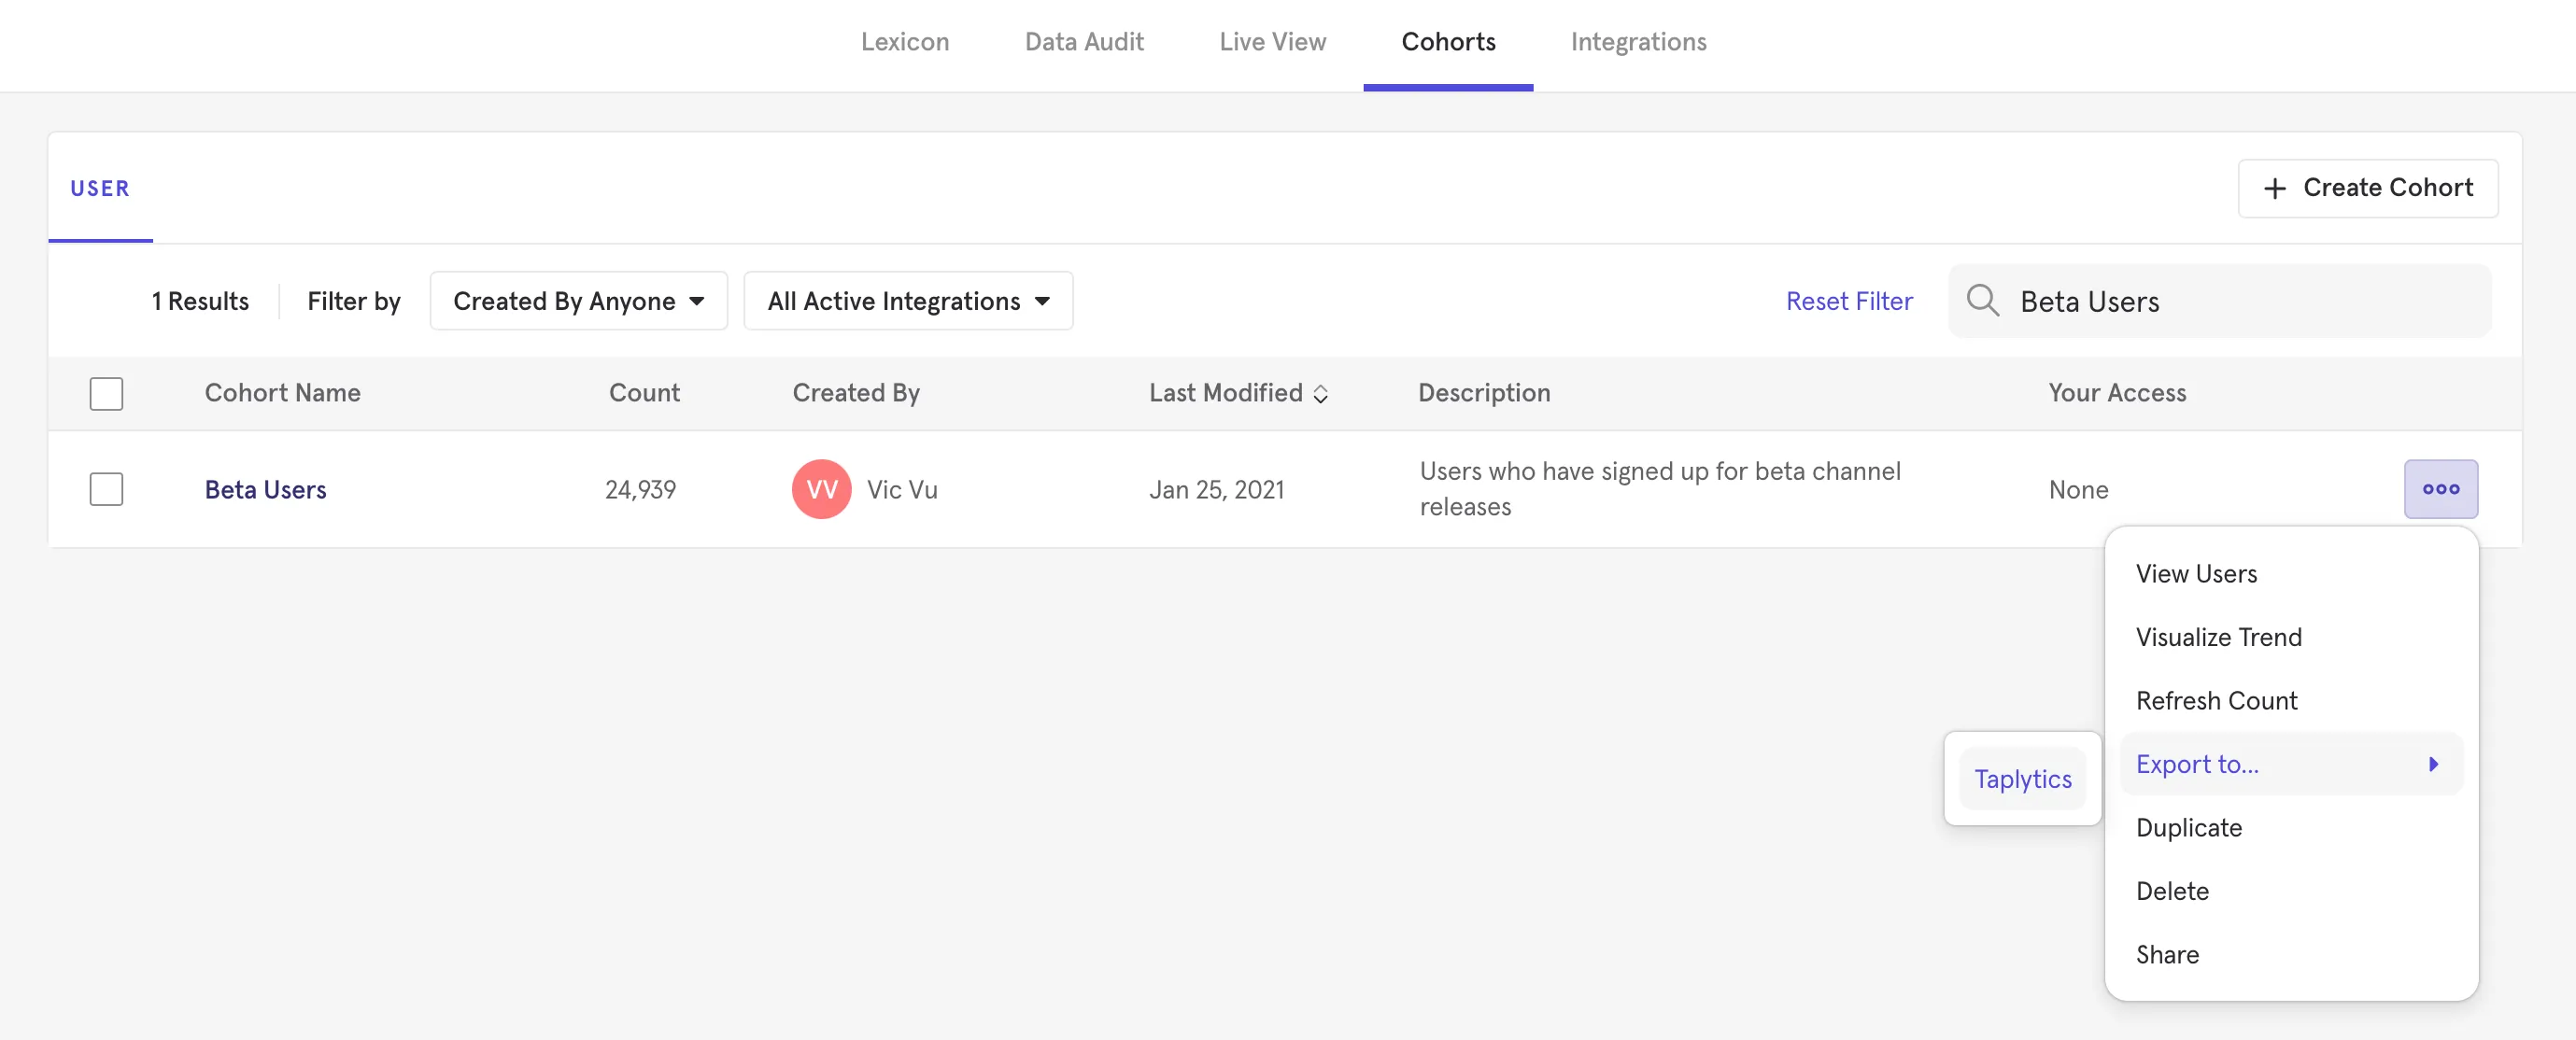 Lexicon Data Audit Live View Cohorts Integrations
USER
Create Cohort
1 Results Filter by Created By Anyone All Active Integrations Reset Filter Beta Users
Cohort Name Count Created By Last Modified Description Your Access
Beta Users 24,939 VV Vic Vu Jan 25, 2021 Users who have signed up for beta channel
releases
None
View Users
Visualize Trend
Refresh Count
Export to...
Taplytics
Duplicate
Delete
Share